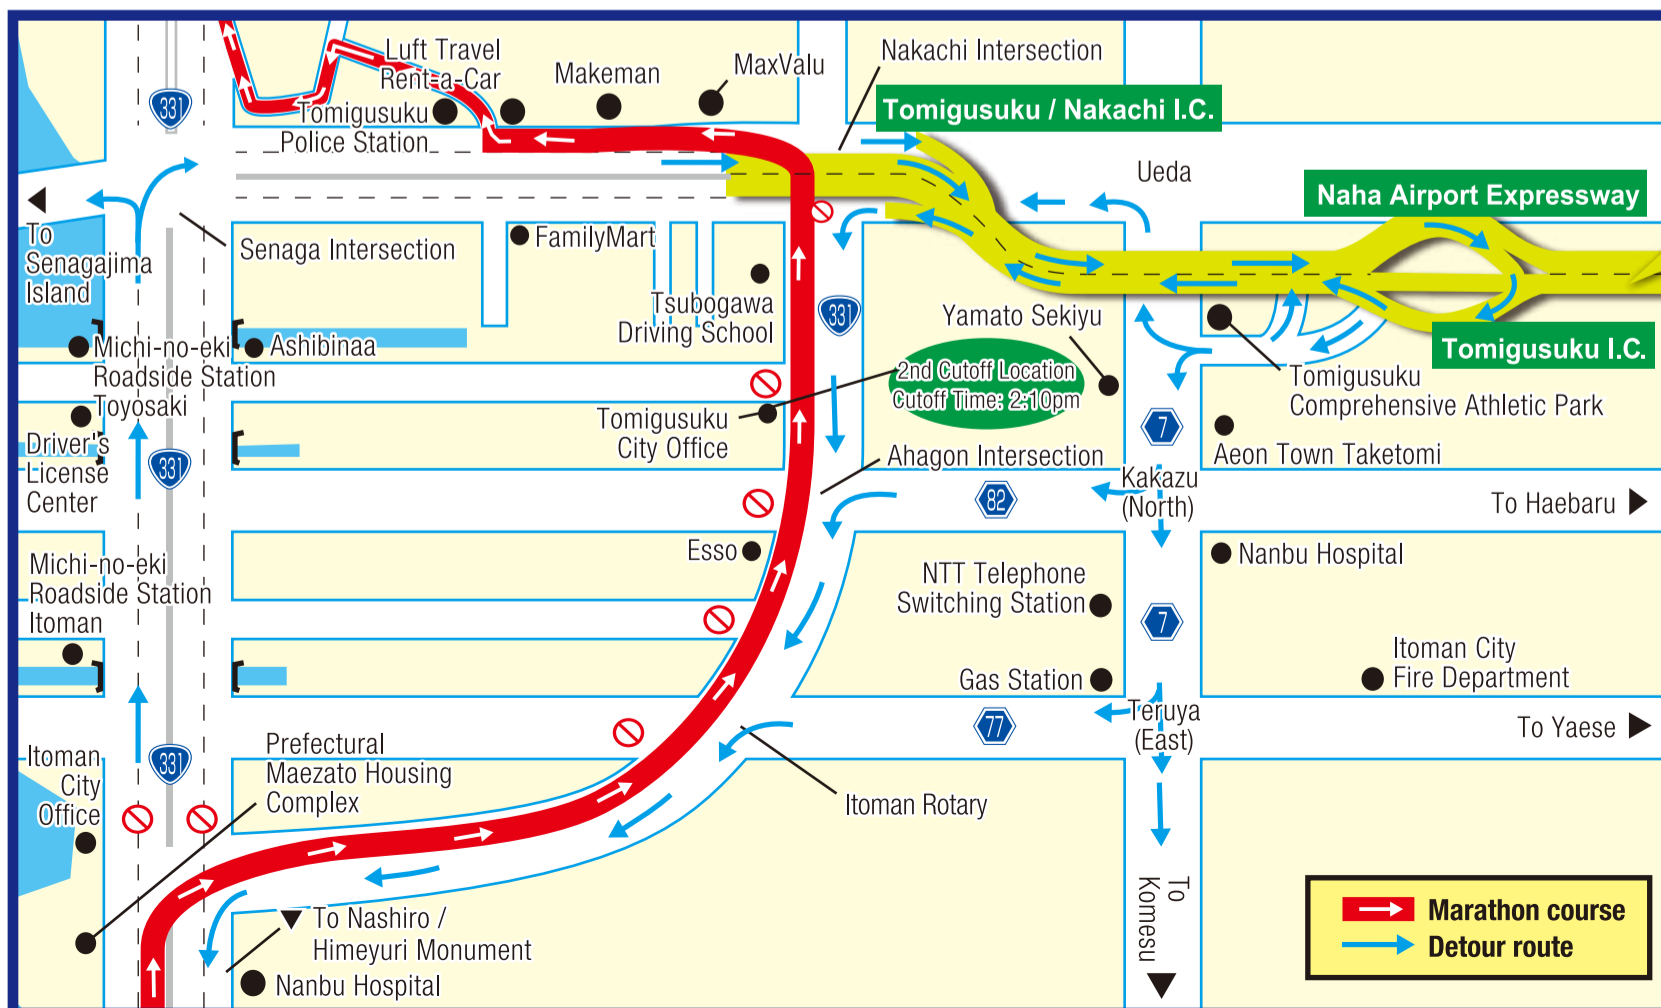 Luft Travel
Rent-a-Car
Makeman
MaxValu
Nakachi Intersection
331
Tomigusuku
Police Station
Tomigusuku / Nakachi I.C.
Ueda
Naha Airport Expressway
To
Senagajima
Island
Senaga Intersection
FamilyMart
Tsubogawa
Driving School
331
Yamato Sekiyu
Michi-no-eki
Roadside Station
Toyosaki
Ashibinaa
2nd Cutoff Location
Cutoff Time: 2:10pm
Tomigusuku I.C.
Tomigusuku
Comprehensive Athletic Park
Tomigusuku
City Office
7
Driver's
License
Center
331
Ahagon Intersection
Aeon Town Taketomi
82
Kakazu
(North)
To Haebaru
Esso
Nanbu Hospital
Michi-no-eki
Roadside Station
Itoman
NTT Telephone
Switching Station
7
Gas Station
Itoman City
Fire Department
77
Teruya
(East)
To Yaese
Itoman
City
Office
331
Prefectural
Maezato Housing
Complex
Itoman Rotary
To
Komesu
To Nashiro /
Himeyuri Monument
Nanbu Hospital
Marathon course
Detour route